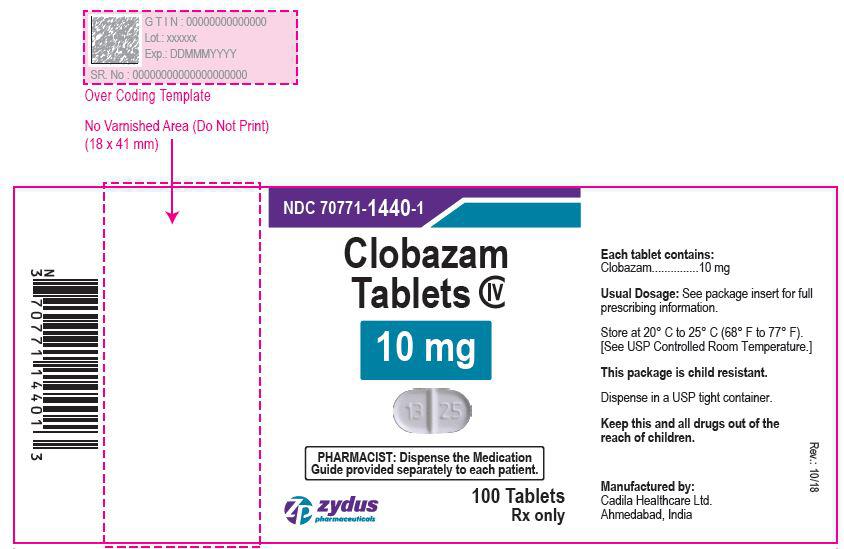 G T I N : 00000000000000
Lot.: xxxxxx
Exp.: DDMMMYYYY
SR. No : 00000000000000000000
Over Coding Template
No Varnished Area (Do Not Print)
(18 x 41 mm)
N
3 70771 14401 3
NDC 70771-1440-1
Clobazam
Tablets CIV
10 mg
13 25
PHARMACIST: Dispense the Medication
Guide provided separately to each patient.
zydus
pharmaceuticals
100 Tablets
Rx only
Each tablet contains:
Clobazam...............10 mg
Usual Dosage: See package insert for full
prescribing information.
Store at 20° C to 25° C (68° F to 77° F).
[See USP Controlled Room Temperature.]
This package is child resistant.
Dispense in a USP tight container.
Keep this and all drugs out of the
reach of children.
Manufactured by:
Cadila Healthcare Ltd.
Ahmedabad, India
Rev.: 10/18